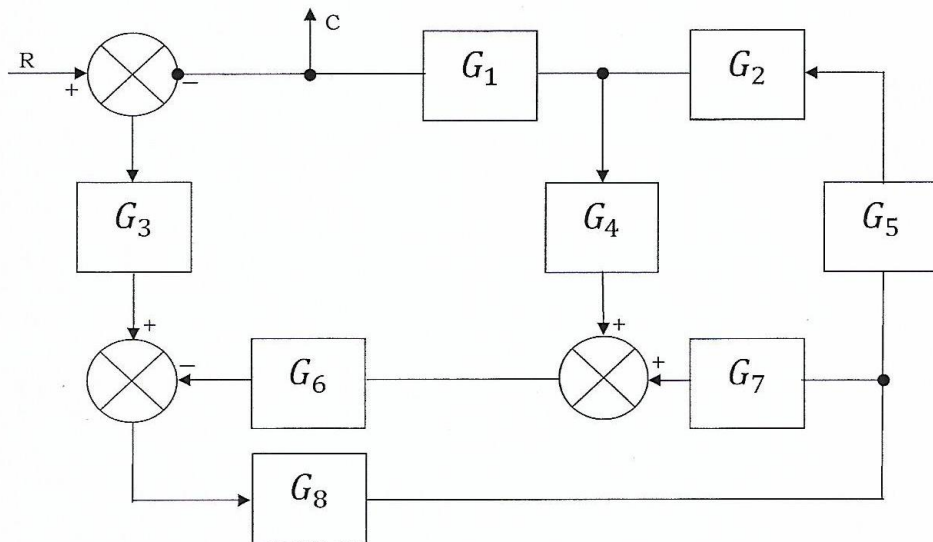 C
R
+
−
G₁
G₂
G₃
G₄
G₅
+
+
−
G₆
+
G₇
G₈